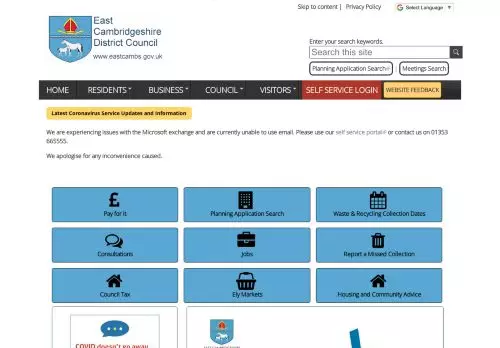 Skip to content | Privacy Policy
Select Language ▼
East
Cambridgeshire
District Council
www.eastcambs.gov.uk
Enter your search keywords.
Search this site
Planning Application Search
Meetings Search
HOME RESIDENTS BUSINESS COUNCIL VISITORS SELF SERVICE LOGIN WEBSITE FEEDBACK
Latest Coronavirus Service Updates and Information
We are experiencing issues with the Microsoft exchange and are currently unable to use email. Please use our self service portal or contact us on 01353
665555.
We apologise for any inconvenience caused.
Pay for it
Planning Application Search
Waste & Recycling Collection Dates
Consultations
Jobs
Report a Missed Collection
Council Tax
Ely Markets
Housing and Community Advice
COVID doesn't go away